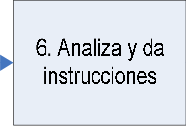 6. Analiza y da
instrucciones